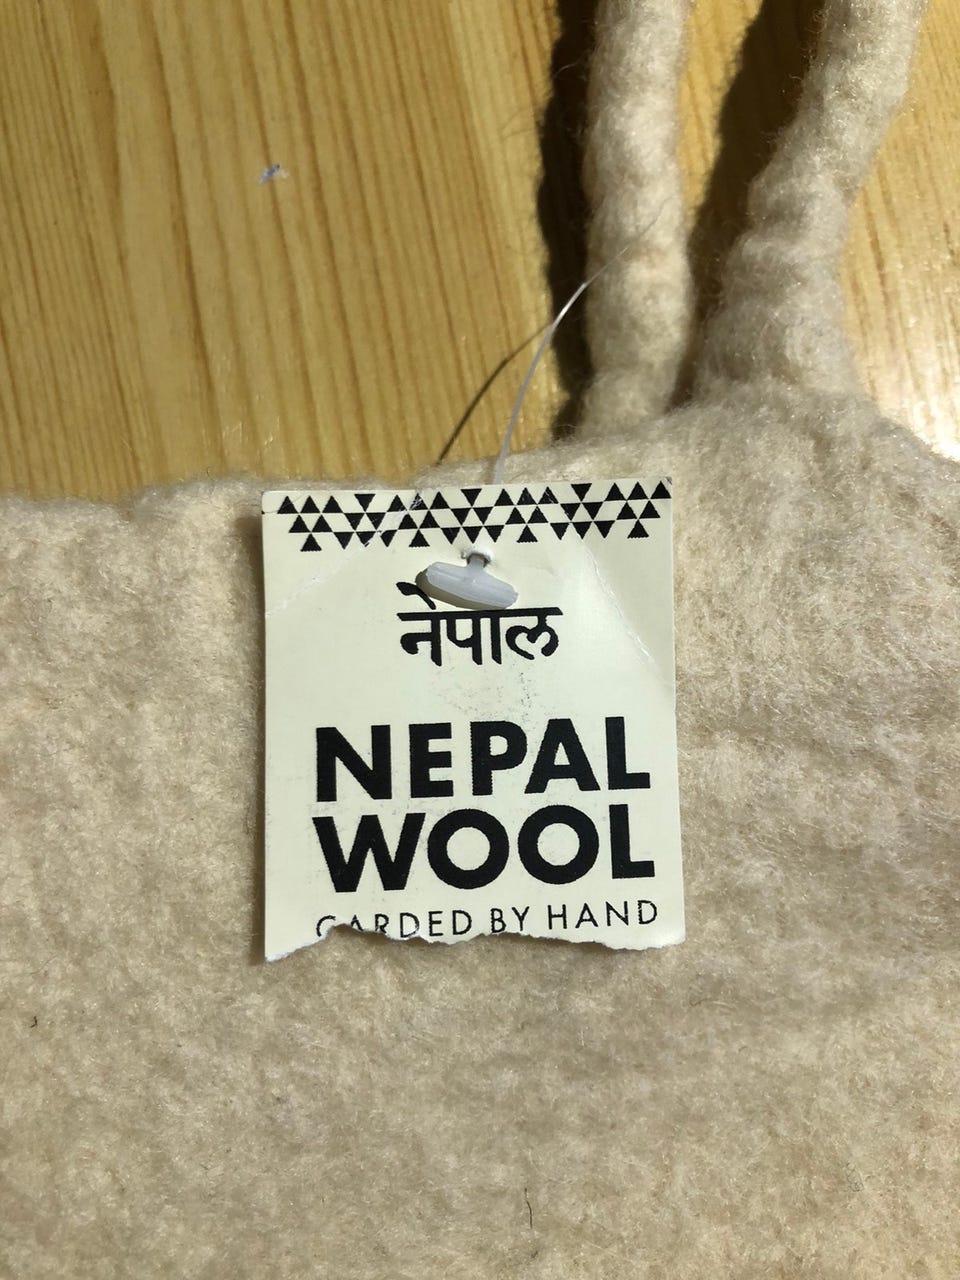 नेपाल
NEPAL
WOOL
CARDED BY HAND